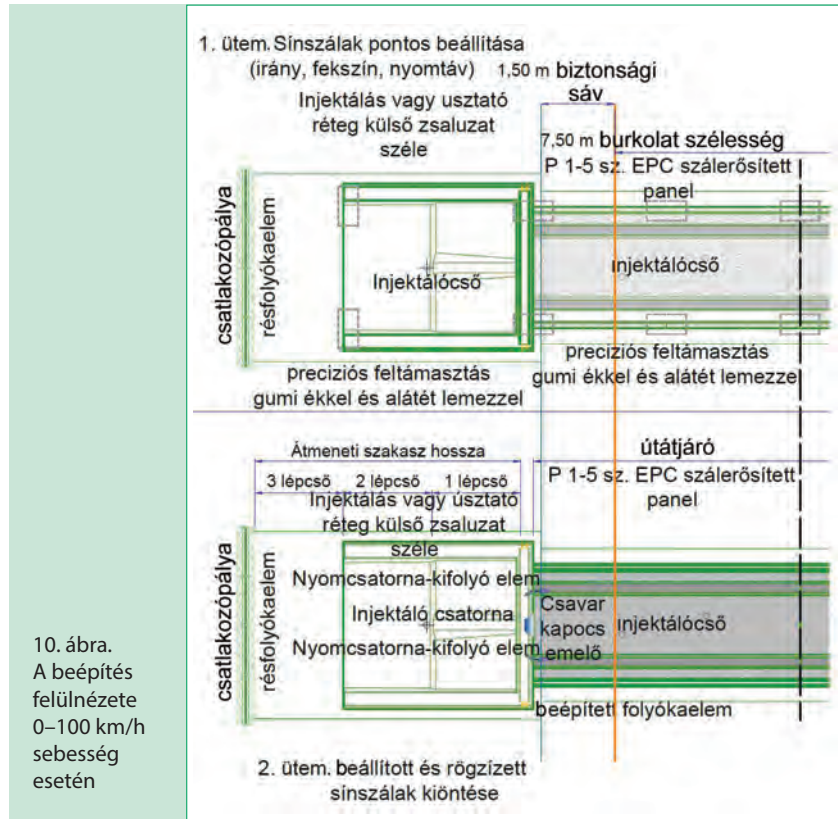 1. ütem. Sínszálak pontos beállítása
(irány, fekszín, nyomtáv)
1,50 m biztonsági
sáv
Injektálás vagy usztató
réteg külső zsaluzat
széle
7,50 m burkolat szélesség
P 1-5 sz. EPC szálerősített
panel
csatlakozópálya
résfolyókaelem
Injektálócső
ınjektálócső
preciziós feltámasztás
gumi ékkel és alátét lemezzel
preciziós feltámasztás
gumi ékkel és alátét lemezzel
Átmeneti szakasz hossza
útátjáró
3 lépcső
2 lépcső
1 lépcső
P 1-5 sz. EPC szálerősített
panel
Injektálás vagy úsztató
réteg külső zsaluzat
széle
csatlakozópálya
résfolyókaelem
Nyomcsatorna-kifolyó elem
Injektáló csatorna
Nyomcsatorna-kifolyó elem
Csavar
kapocs
emelő
ınjektálócső
beépített folyókaelem
2. ütem. beállított és rögzített
sínszálak kiöntése
10. ábra.
A beépítés
felülnézete
0–100 km/h
sebesség
esetén